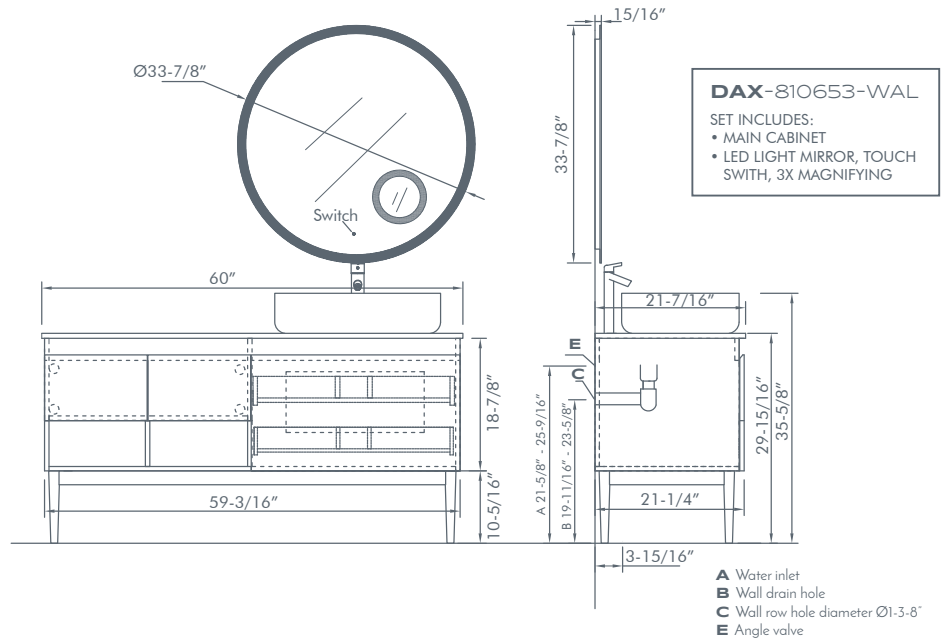 15/16"
Ø33-7/8"
33-7/8"
DAX-810653-WAL
SET INCLUDES:
• MAIN CABINET
• LED LIGHT MIRROR, TOUCH
SWITH, 3X MAGNIFYING
Switch
60"
21-7/16"
E
C
18-7/8"
A 21-5/8" - 25-9/16"
B 19-11/16" - 23-5/8"
29-15/16"
35-5/8"
59-3/16"
10-5/16"
21-1/4"
3-15/16"
A Water inlet
B Wall drain hole
C Wall row hole diameter Ø1-3-8"
E Angle valve